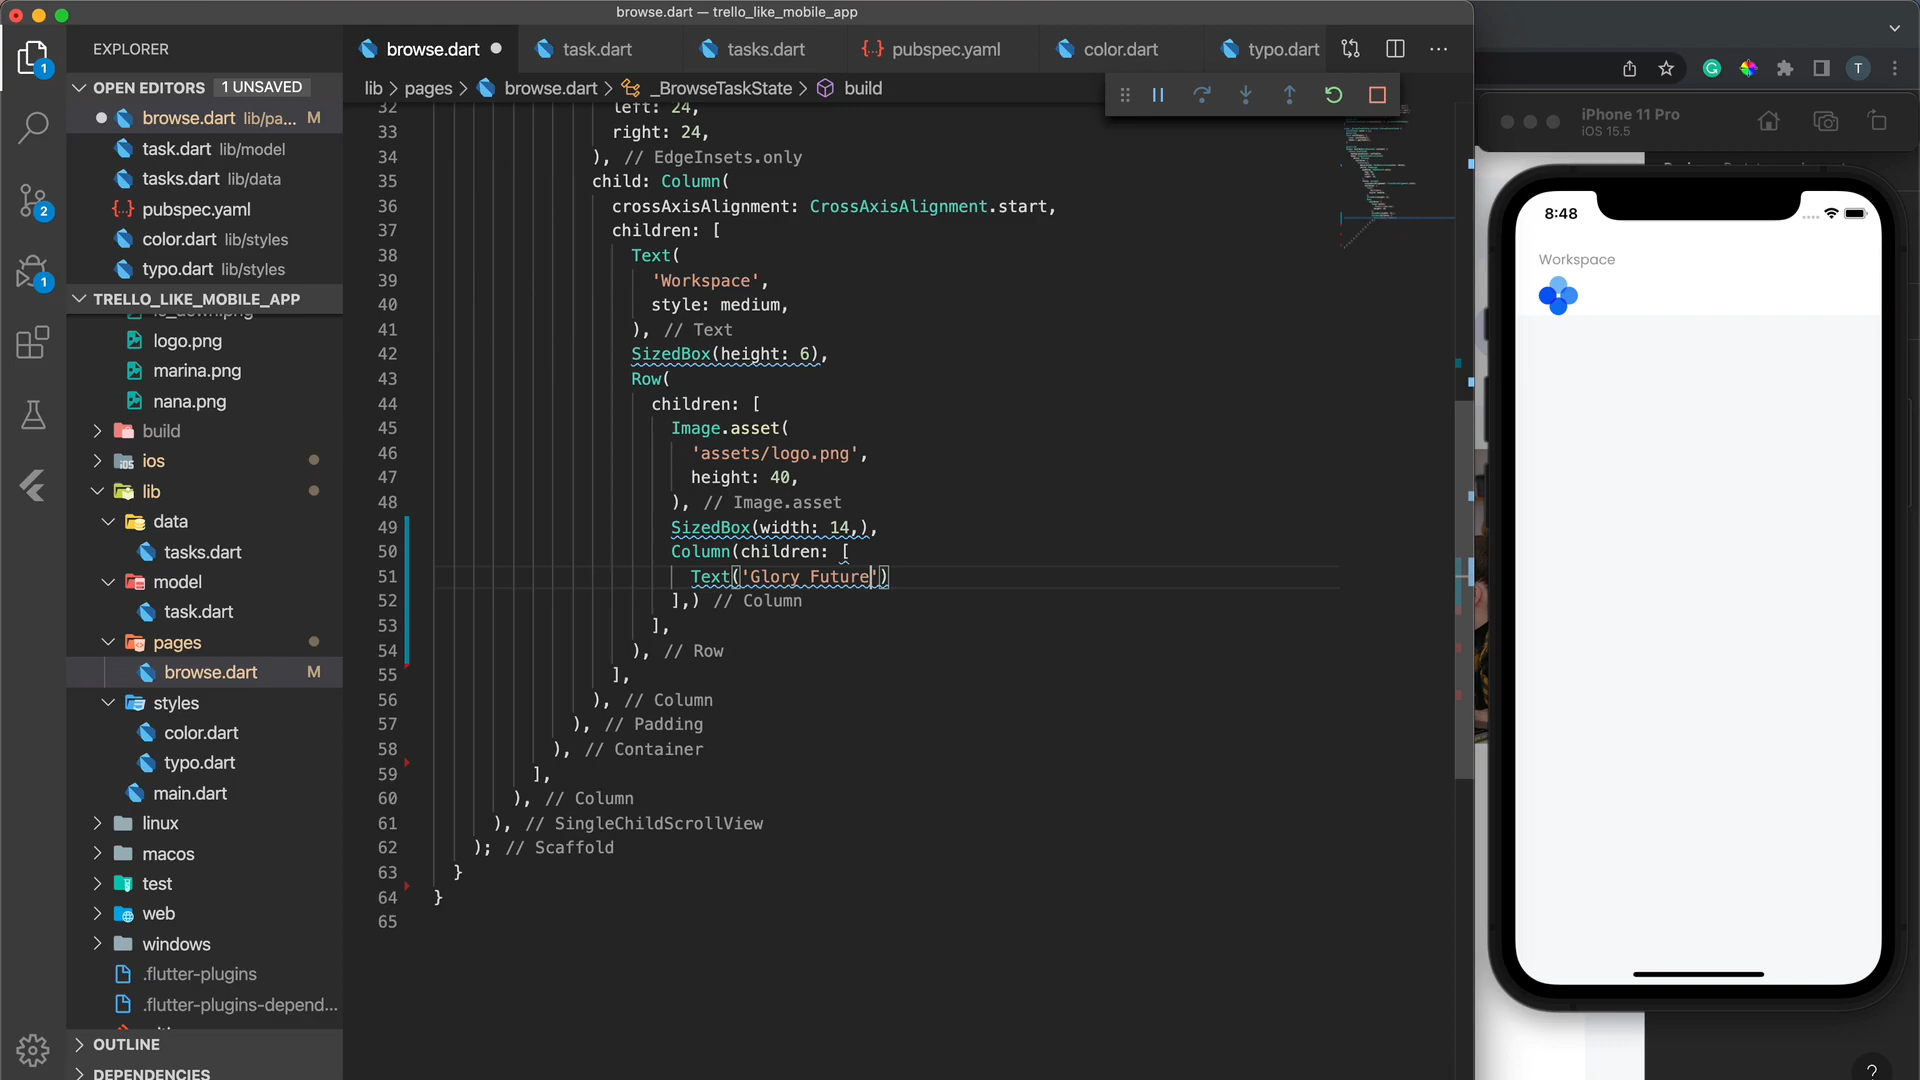 browse.dart — trello_like_mobile_app
EXPLORER
OPEN EDITORS 1 UNSAVED
browse.dart lib/pa... M
task.dart lib/model
tasks.dart lib/data
pubspec.yaml
color.dart lib/styles
typo.dart lib/styles
TRELLO_LIKE_MOBILE_APP
logo.png
marina.png
nana.png
build
ios
lib
data
tasks.dart
model
task.dart
pages
browse.dart M
styles
color.dart
typo.dart
main.dart
linux
macos
test
web
windows
.flutter-plugins
.flutter-plugins-depend...
OUTLINE
DEPENDENCIES
1
2
1
browse.dart task.dart tasks.dart pubspec.yaml color.dart typo.dart
lib > pages > browse.dart > _BrowseTaskState > build
32 left: 24,
33 right: 24,
34 ), // EdgeInsets.only
35 child: Column(
36 crossAxisAlignment: CrossAxisAlignment.start,
37 children: [
38 Text(
39 'Workspace',
40 style: medium,
41 ), // Text
42 SizedBox(height: 6),
43 Row(
44 children: [
45 Image.asset(
46 'assets/logo.png',
47 height: 40,
48 ), // Image.asset
49 SizedBox(width: 14,),
50 Column(children: [
51 Text('Glory Future')
52 ],) // Column
53 ],
54 ), // Row
55 ],
56 ), // Column
57 ), // Padding
58 ), // Container
59 ],
60 ), // Column
61 ), // SingleChildScrollView
62 ); // Scaffold
63 }
64 }
65
T
iPhone 11 Pro
iOS 15.5
8:48
Workspace
?